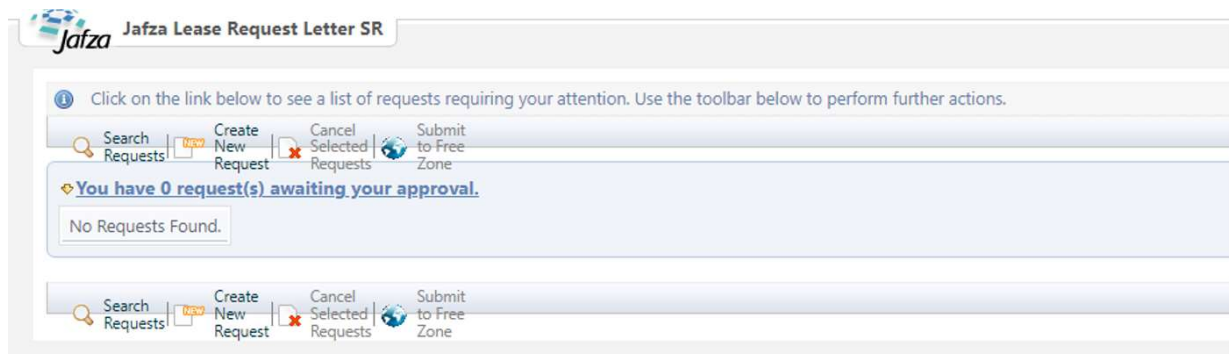 Jafza
Jafza Lease Request Letter SR
Click on the link below to see a list of requests requiring your attention. Use the toolbar below to perform further actions.
Search
Requests
NEW
Create
New
Request
Cancel
Selected
Requests
Submit
to Free
Zone
You have 0 request(s) awaiting your approval.
No Requests Found.
Search
Requests
NEW
Create
New
Request
Cancel
Selected
Requests
Submit
to Free
Zone